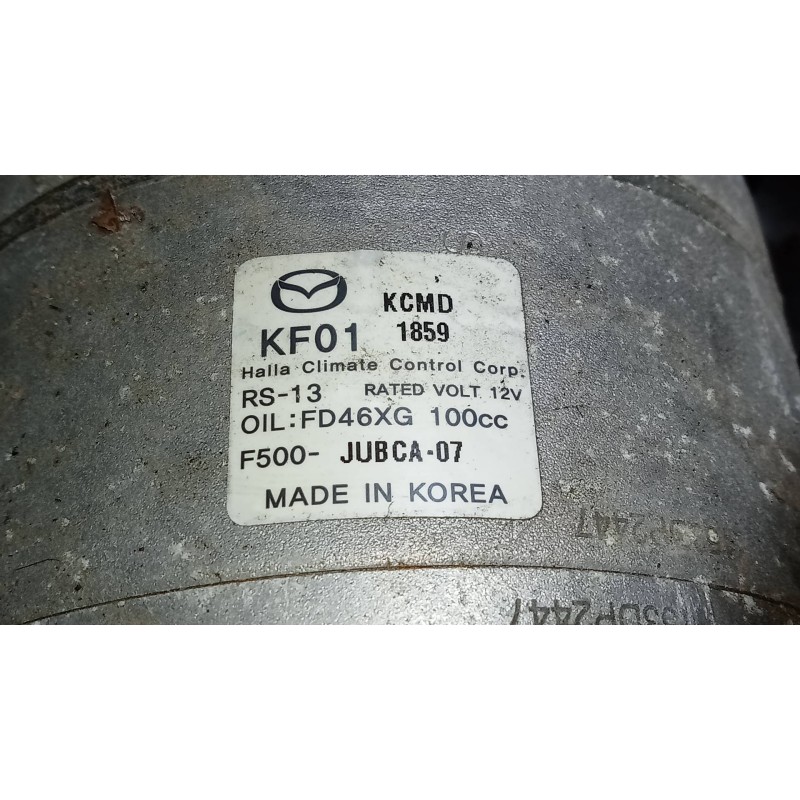 KCMD
KF01 1859
Halla Climate Control Corp.
RS-13 RATED VOLT 12V
OIL:FD46XG 100cc
F500- JUBCA-07
MADE IN KOREA